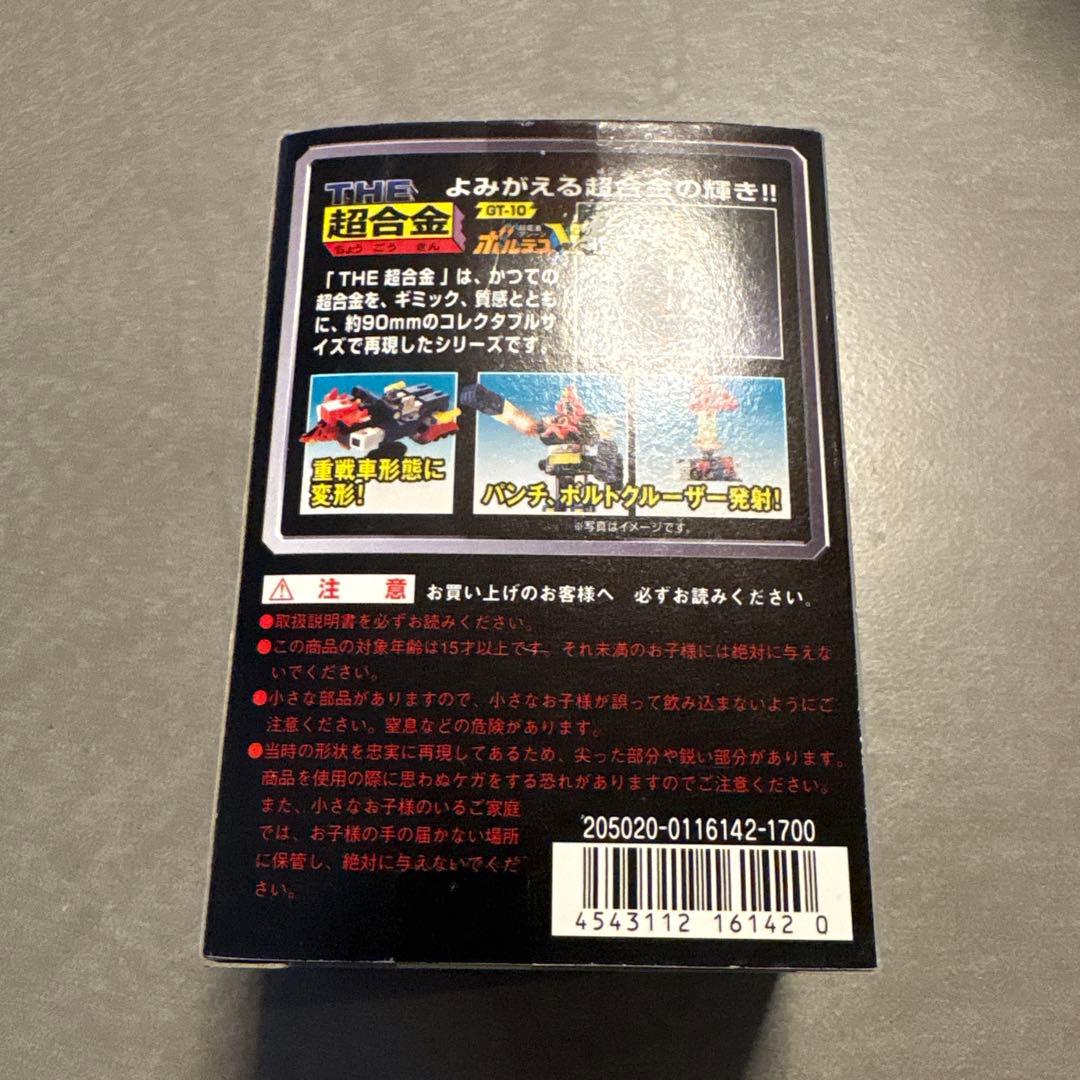 THE
超合金
ちょう ごう きん
よみがえる超合金の輝き!!
GT-10
超電磁マシーン
ボルテスV
「THE 超合金」は、かつての
超合金を、ギミック、質感ととも
に、約90mmのコレクタブルサ
イズで再現したシリーズです。
重戦車形態に
変形!
パンチ、ボルトクルーザー発射!
※写真はイメージです。
注 意
お買い上げのお客様へ 必ずお読みください。
●取扱説明書を必ずお読みください。
●この商品の対象年齢は15才以上です。それ未満のお子様には絶対に与えな
いでください。
●小さな部品がありますので、小さなお子様が誤って飲み込まないようにご
注意ください。窒息などの危険があります。
●当時の形状を忠実に再現してあるため、尖った部分や鋭い部分があります。
商品を使用の際に思わぬケガをする恐れがありますのでご注意ください。
また、小さなお子様のいるご家庭
では、お子様の手の届かない場所
に保管し、絶対に与えないでくだ
さい。
205020-0116142-1700
4543112 16142 0